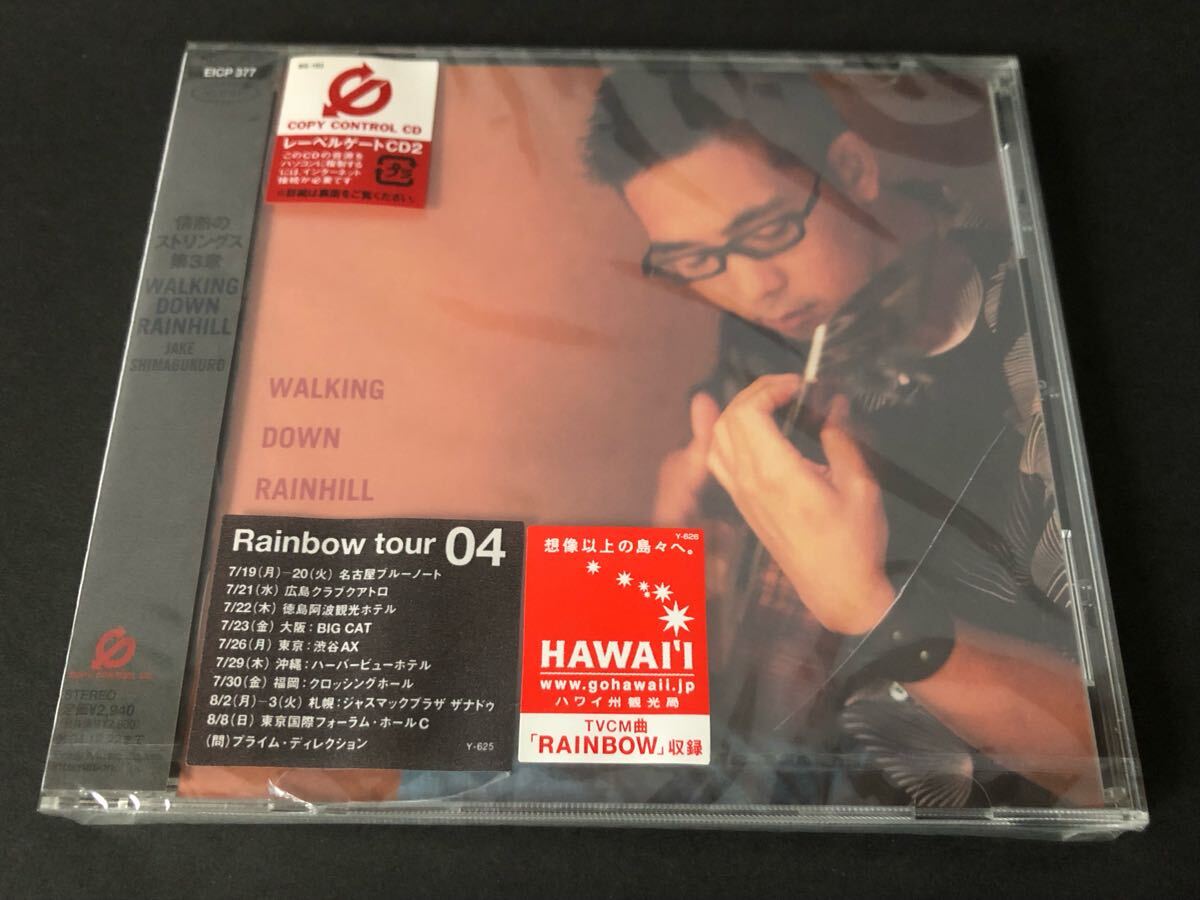 EICP 377
情熱の
ストリングス
第3章
WALKING
DOWN
RAINHILL
JAKE
SHIMABUKURO
COPY CONTROL CD
STEREO
定価¥2,940
COPY CONTROL CD
レーベルゲートCD2
このCDの音源を
パソコンに複製する
には、インターネット
接続が必要です
※詳細は裏面をご覧ください。
WALKING
DOWN
RAINHILL
Rainbow tour 04
7/19(月)–20(火) 名古屋ブルーノート
7/21(水) 広島クラブクアトロ
7/22(木) 徳島阿波観光ホテル
7/23(金) 大阪：BIG CAT
7/26(月) 東京：渋谷AX
7/29(木) 沖縄：ハーバービューホテル
7/30(金) 福岡：クロッシングホール
8/2(月)–3(火) 札幌：ジャスマックプラザ ザナドゥ
8/8(日) 東京国際フォーラム・ホールC
(問)プライム・ディレクション
Y-625
Y-626
想像以上の島々へ。
HAWAI'I
www.gohawaii.jp
ハワイ州観光局
TVCM曲
「RAINBOW」収録